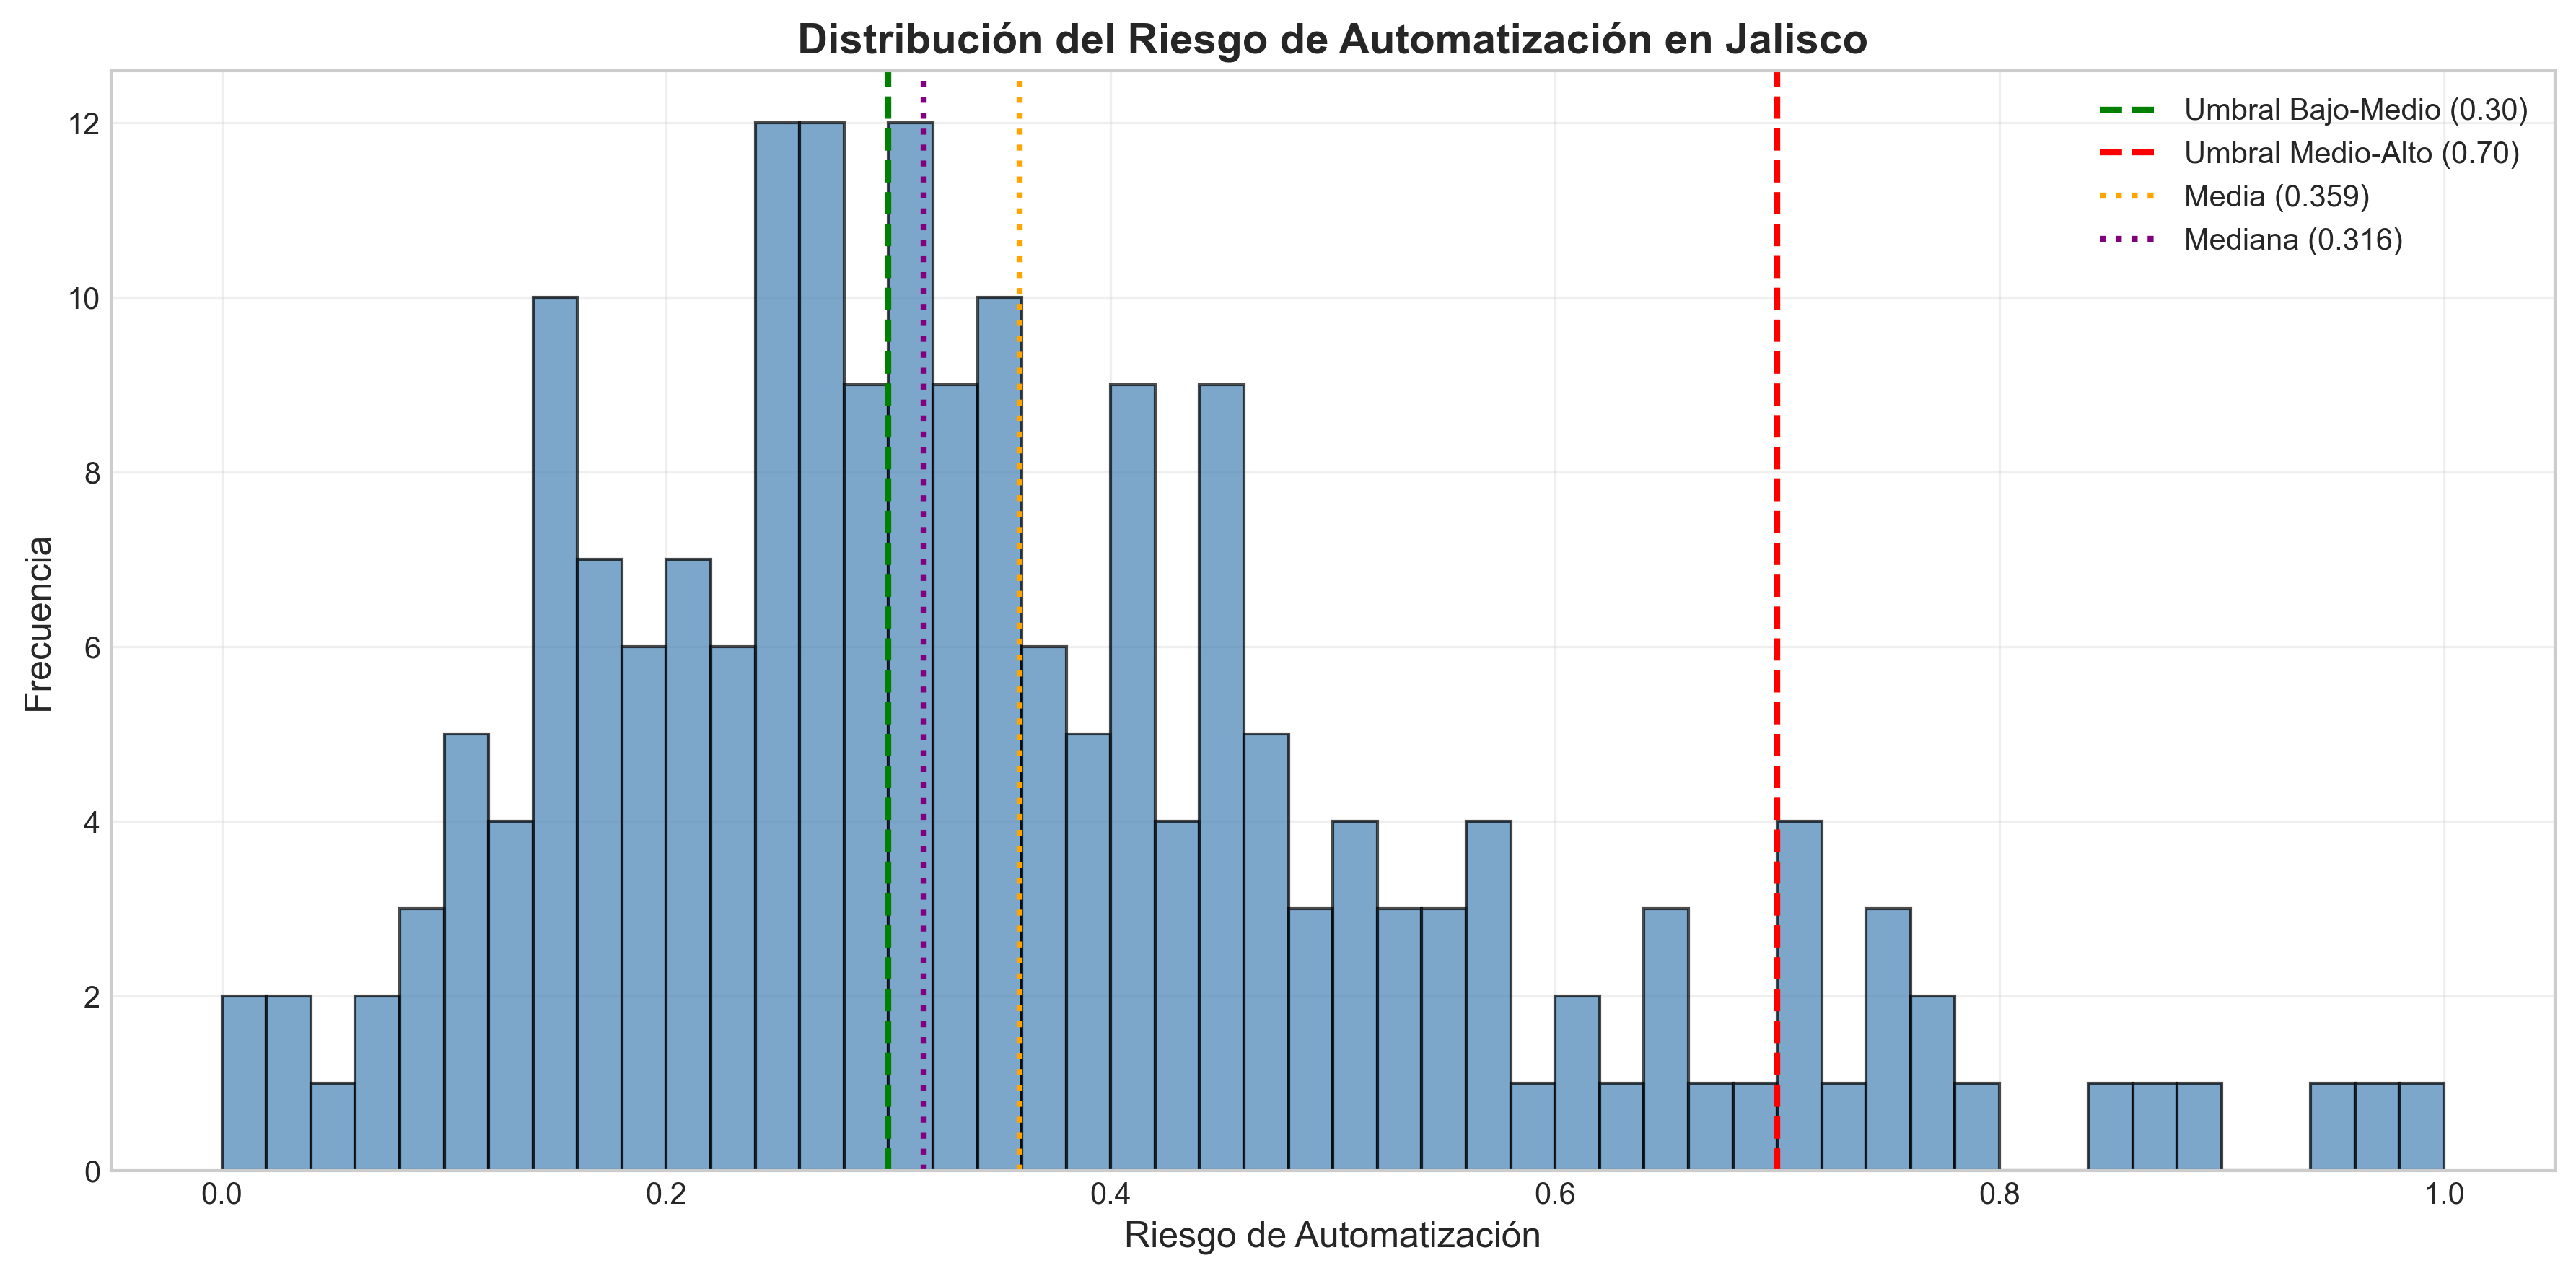 Distribución del Riesgo de Automatización en Jalisco
Umbral Bajo-Medio (0.30)
Umbral Medio-Alto (0.70)
Media (0.359)
Mediana (0.316)
Frecuencia
12
10
8
6
4
2
0
0.0 0.2 0.4 0.6 0.8 1.0
Riesgo de Automatización